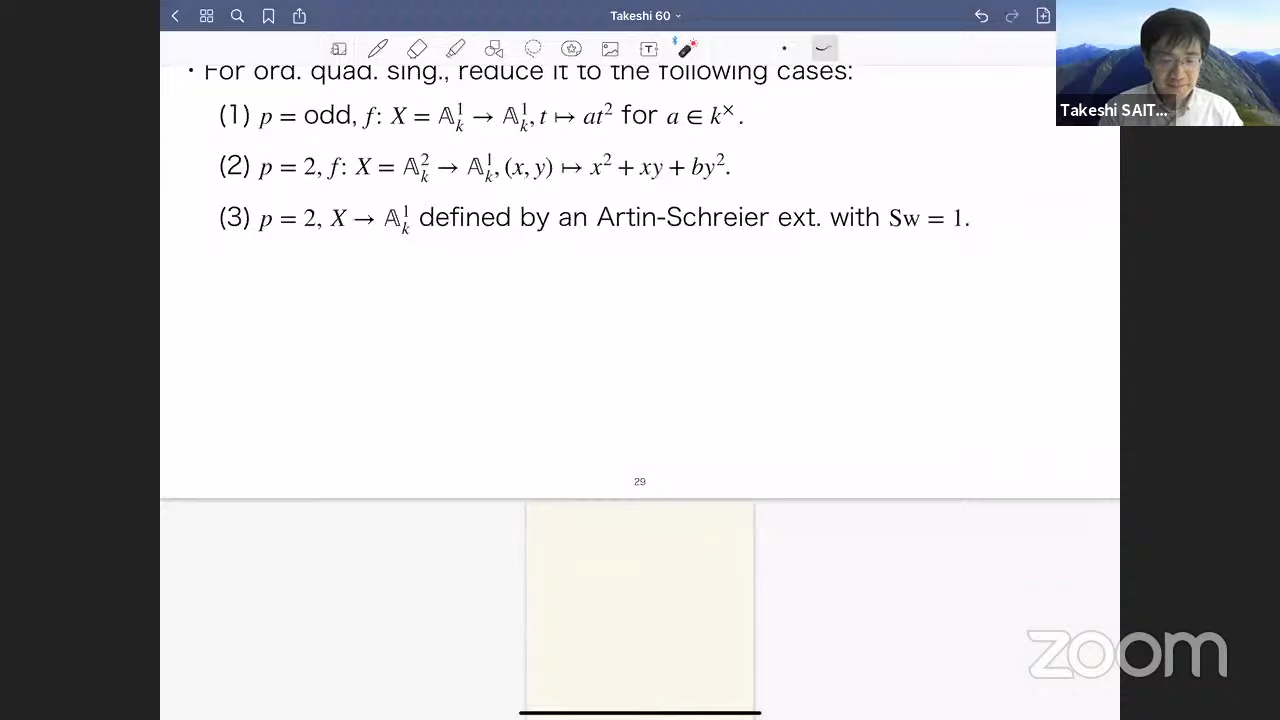 Takeshi 60
For ord. quad. sing., reduce it to the following cases:
(1) p = odd, f: X = 𝔸¹ₖ → 𝔸¹ₖ, t ↦ at² for a ∈ k×.
(2) p = 2, f: X = 𝔸²ₖ → 𝔸¹ₖ, (x, y) ↦ x² + xy + by².
(3) p = 2, X → 𝔸¹ₖ defined by an Artin-Schreier ext. with Sw = 1.
29
Takeshi SAIT...
zoom